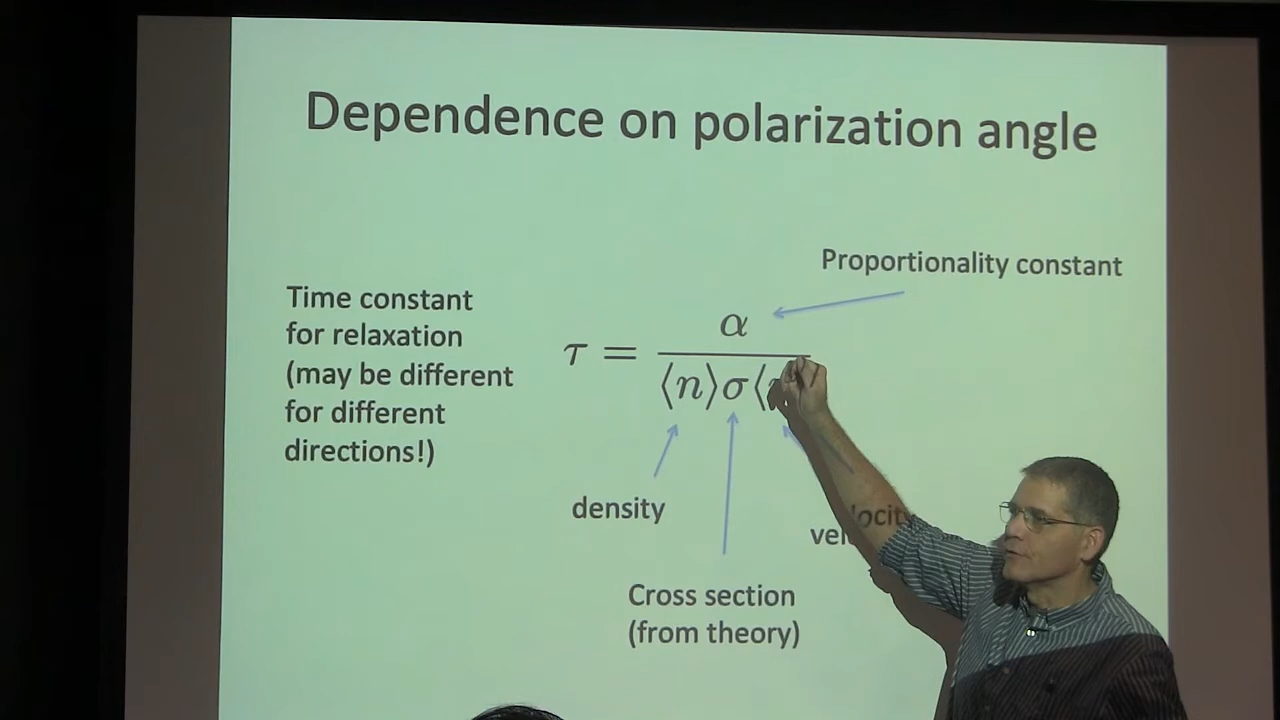 Dependence on polarization angle
Proportionality constant
Time constant
for relaxation
(may be different
for different
directions!)
τ = α
⟨n⟩σ⟨
density
Cross section
(from theory)